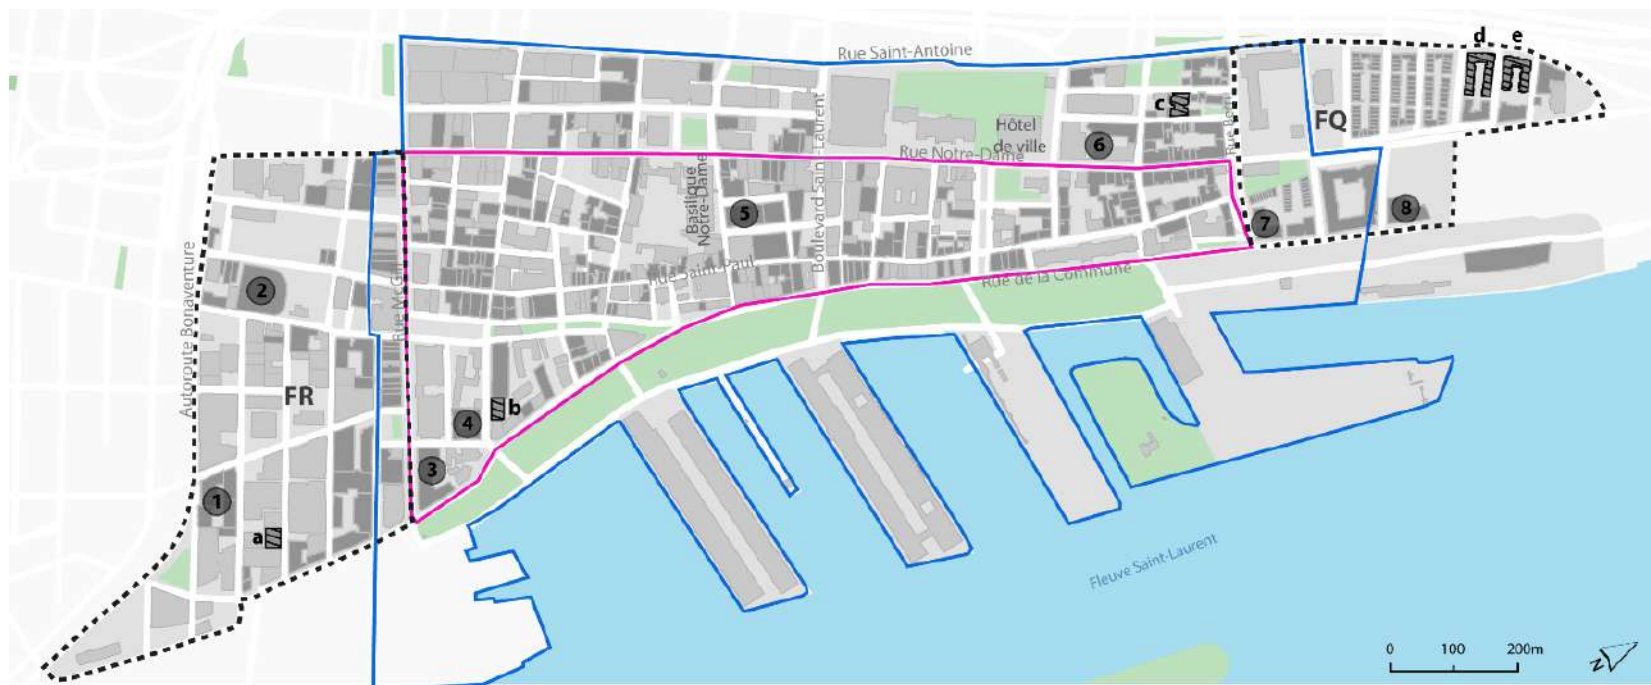 d e
Rue Saint-Antoine
c
Boulevard Saint-Laurent
Hôtel
de ville
6
Rue Berri
FQ
Rue Notre-Dame
Basilique
Notre-Dame
5
7
8
Autoroute Bonaventure
2
Rue McGill
Rue Saint-Paul
Rue de la Commune
FR
b
4
3
1
a
Fleuve Saint-Laurent
0 100 200m
N